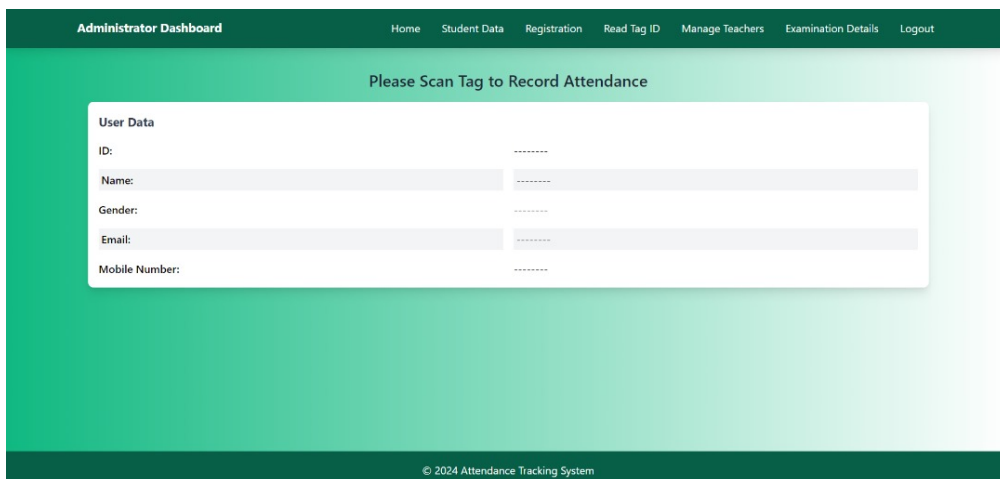 Administrator Dashboard Home Student Data Registration Read Tag ID Manage Teachers Examination Details Logout
Please Scan Tag to Record Attendance
User Data
ID: --------
Name: --------
Gender: --------
Email: --------
Mobile Number: --------
© 2024 Attendance Tracking System